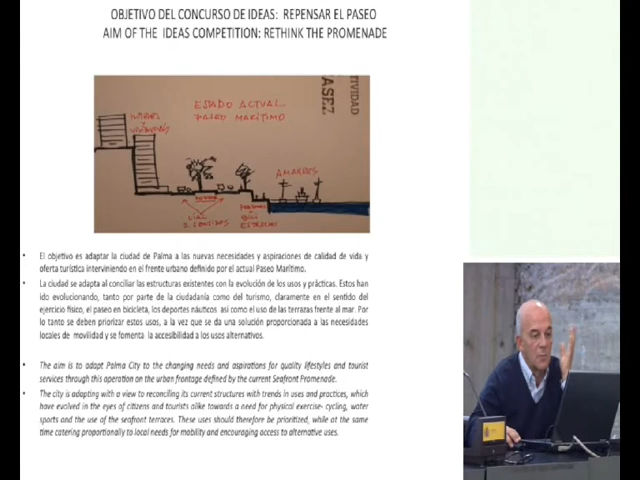 OBJETIVO DEL CONCURSO DE IDEAS: REPENSAR EL PASEO
AIM OF THE IDEAS COMPETITION: RETHINK THE PROMENADE
ESTADO ACTUAL
PASEO MARÍTIMO
AMARRES
• El objetivo es adaptar la ciudad de Palma a las nuevas necesidades y aspiraciones de calidad de vida y
oferta turística interviniendo en el frente urbano definido por el actual Paseo Marítimo.
• La ciudad se adapta al conciliar las estructuras existentes con la evolución de los usos y prácticas. Estos han
ido evolucionando, tanto por parte de la ciudadanía como del turismo, claramente en el sentido del
ejercicio físico, el paseo en bicicleta, los deportes náuticos así como el uso de las terrazas frente al mar. Por
lo tanto se deben priorizar estos usos, a la vez que se da una solución proporcionada a las necesidades
locales de movilidad y se fomenta la accesibilidad a los usos alternativos.
• The aim is to adapt Palma City to the changing needs and aspirations for quality lifestyles and tourist
services through this operation on the urban frontage defined by the current Seafront Promenade.
• The city is adapting with a view to reconciling its current structures with trends in uses and practices, which
have evolved in the eyes of citizens and tourists alike towards a need for physical exercise- cycling, water
sports and the use of the seafront terraces. These uses should therefore be prioritized, while at the same
time catering proportionally to local needs for mobility and encouraging access to alternative uses.